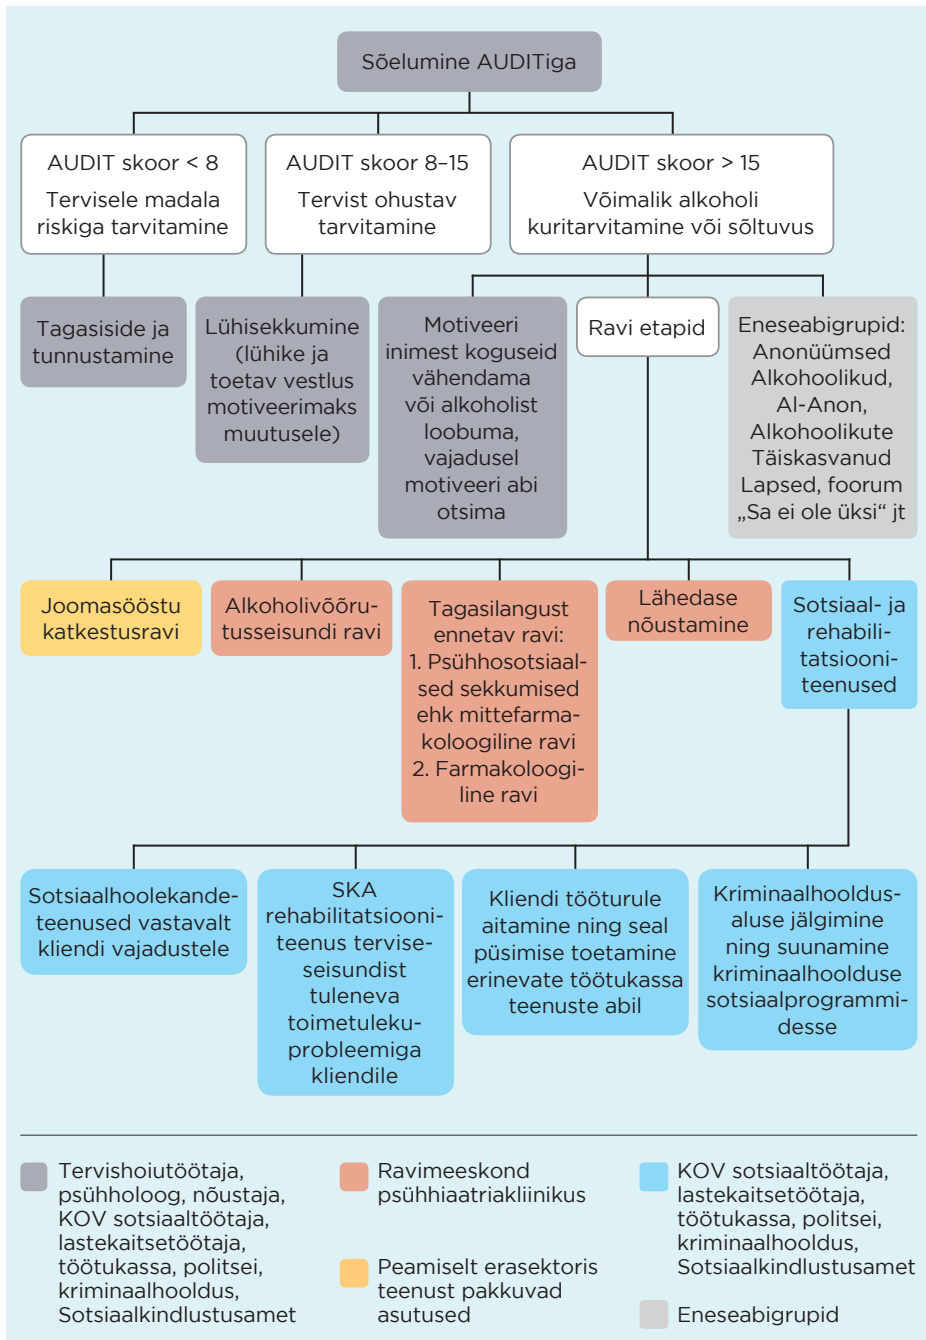 Sõelumine AUDITiga
AUDIT skoor < 8
Tervisele madala
riskiga tarvitamine
AUDIT skoor 8–15
Tervist ohustav
tarvitamine
AUDIT skoor > 15
Võimalik alkoholi
kuritarvitamine või sõltuvus
Tagasiside ja
tunnustamine
Lühisekkumine
(lühike ja
toetav vestlus
motiveerimaks
muutusele)
Motiveeri
inimest koguseid
vähendama
või alkoholist
loobuma,
vajadusel
motiveeri abi
otsima
Ravi etapid
Eneseabigrupid:
Anonüümsed
Alkohoolikud,
Al-Anon,
Alkohoolikute
Täiskasvanud
Lapsed, foorum
„Sa ei ole üksi“ jt
Joomasööstu
katkestusravi
Alkoholivõõru-
tusseisundi ravi
Tagasilangust
ennetav ravi:
1. Psühhosotsiaal-
sed sekkumised
ehk mittefarma-
koloogiline ravi
2. Farmakoloogi-
line ravi
Lähedase
nõustamine
Sotsiaal- ja
rehabili-
tatsiooni-
teenused
Sotsiaalhoolekande-
teenused vastavalt
kliendi vajadustele
SKA
rehabilitatsiooni-
teenus tervise-
seisundist
tuleneva
toimetuleku-
probleemiga
kliendile
Kliendi tööturule
aitamine ning seal
püsimise toetamine
erinevate töötukassa
teenuste abil
Kriminaalhooldus-
aluse jälgimine
ning suunamine
kriminaalhoolduse
sotsiaalprogrammi-
desse
Tervishoiutöötaja,
psühholoog, nõustaja,
KOV sotsiaaltöötaja,
lastekaitsetöötaja,
töötukassa, politsei,
kriminaalhooldus,
Sotsiaalkindlustusamet
Ravimeeskond
psühhiaatriakliinikus
Peamiselt erasektoris
teenust pakkuvad
asutused
KOV sotsiaaltöötaja,
lastekaitsetöötaja,
töötukassa, politsei,
kriminaalhooldus,
Sotsiaalkindlustusamet
Eneseabigrupid